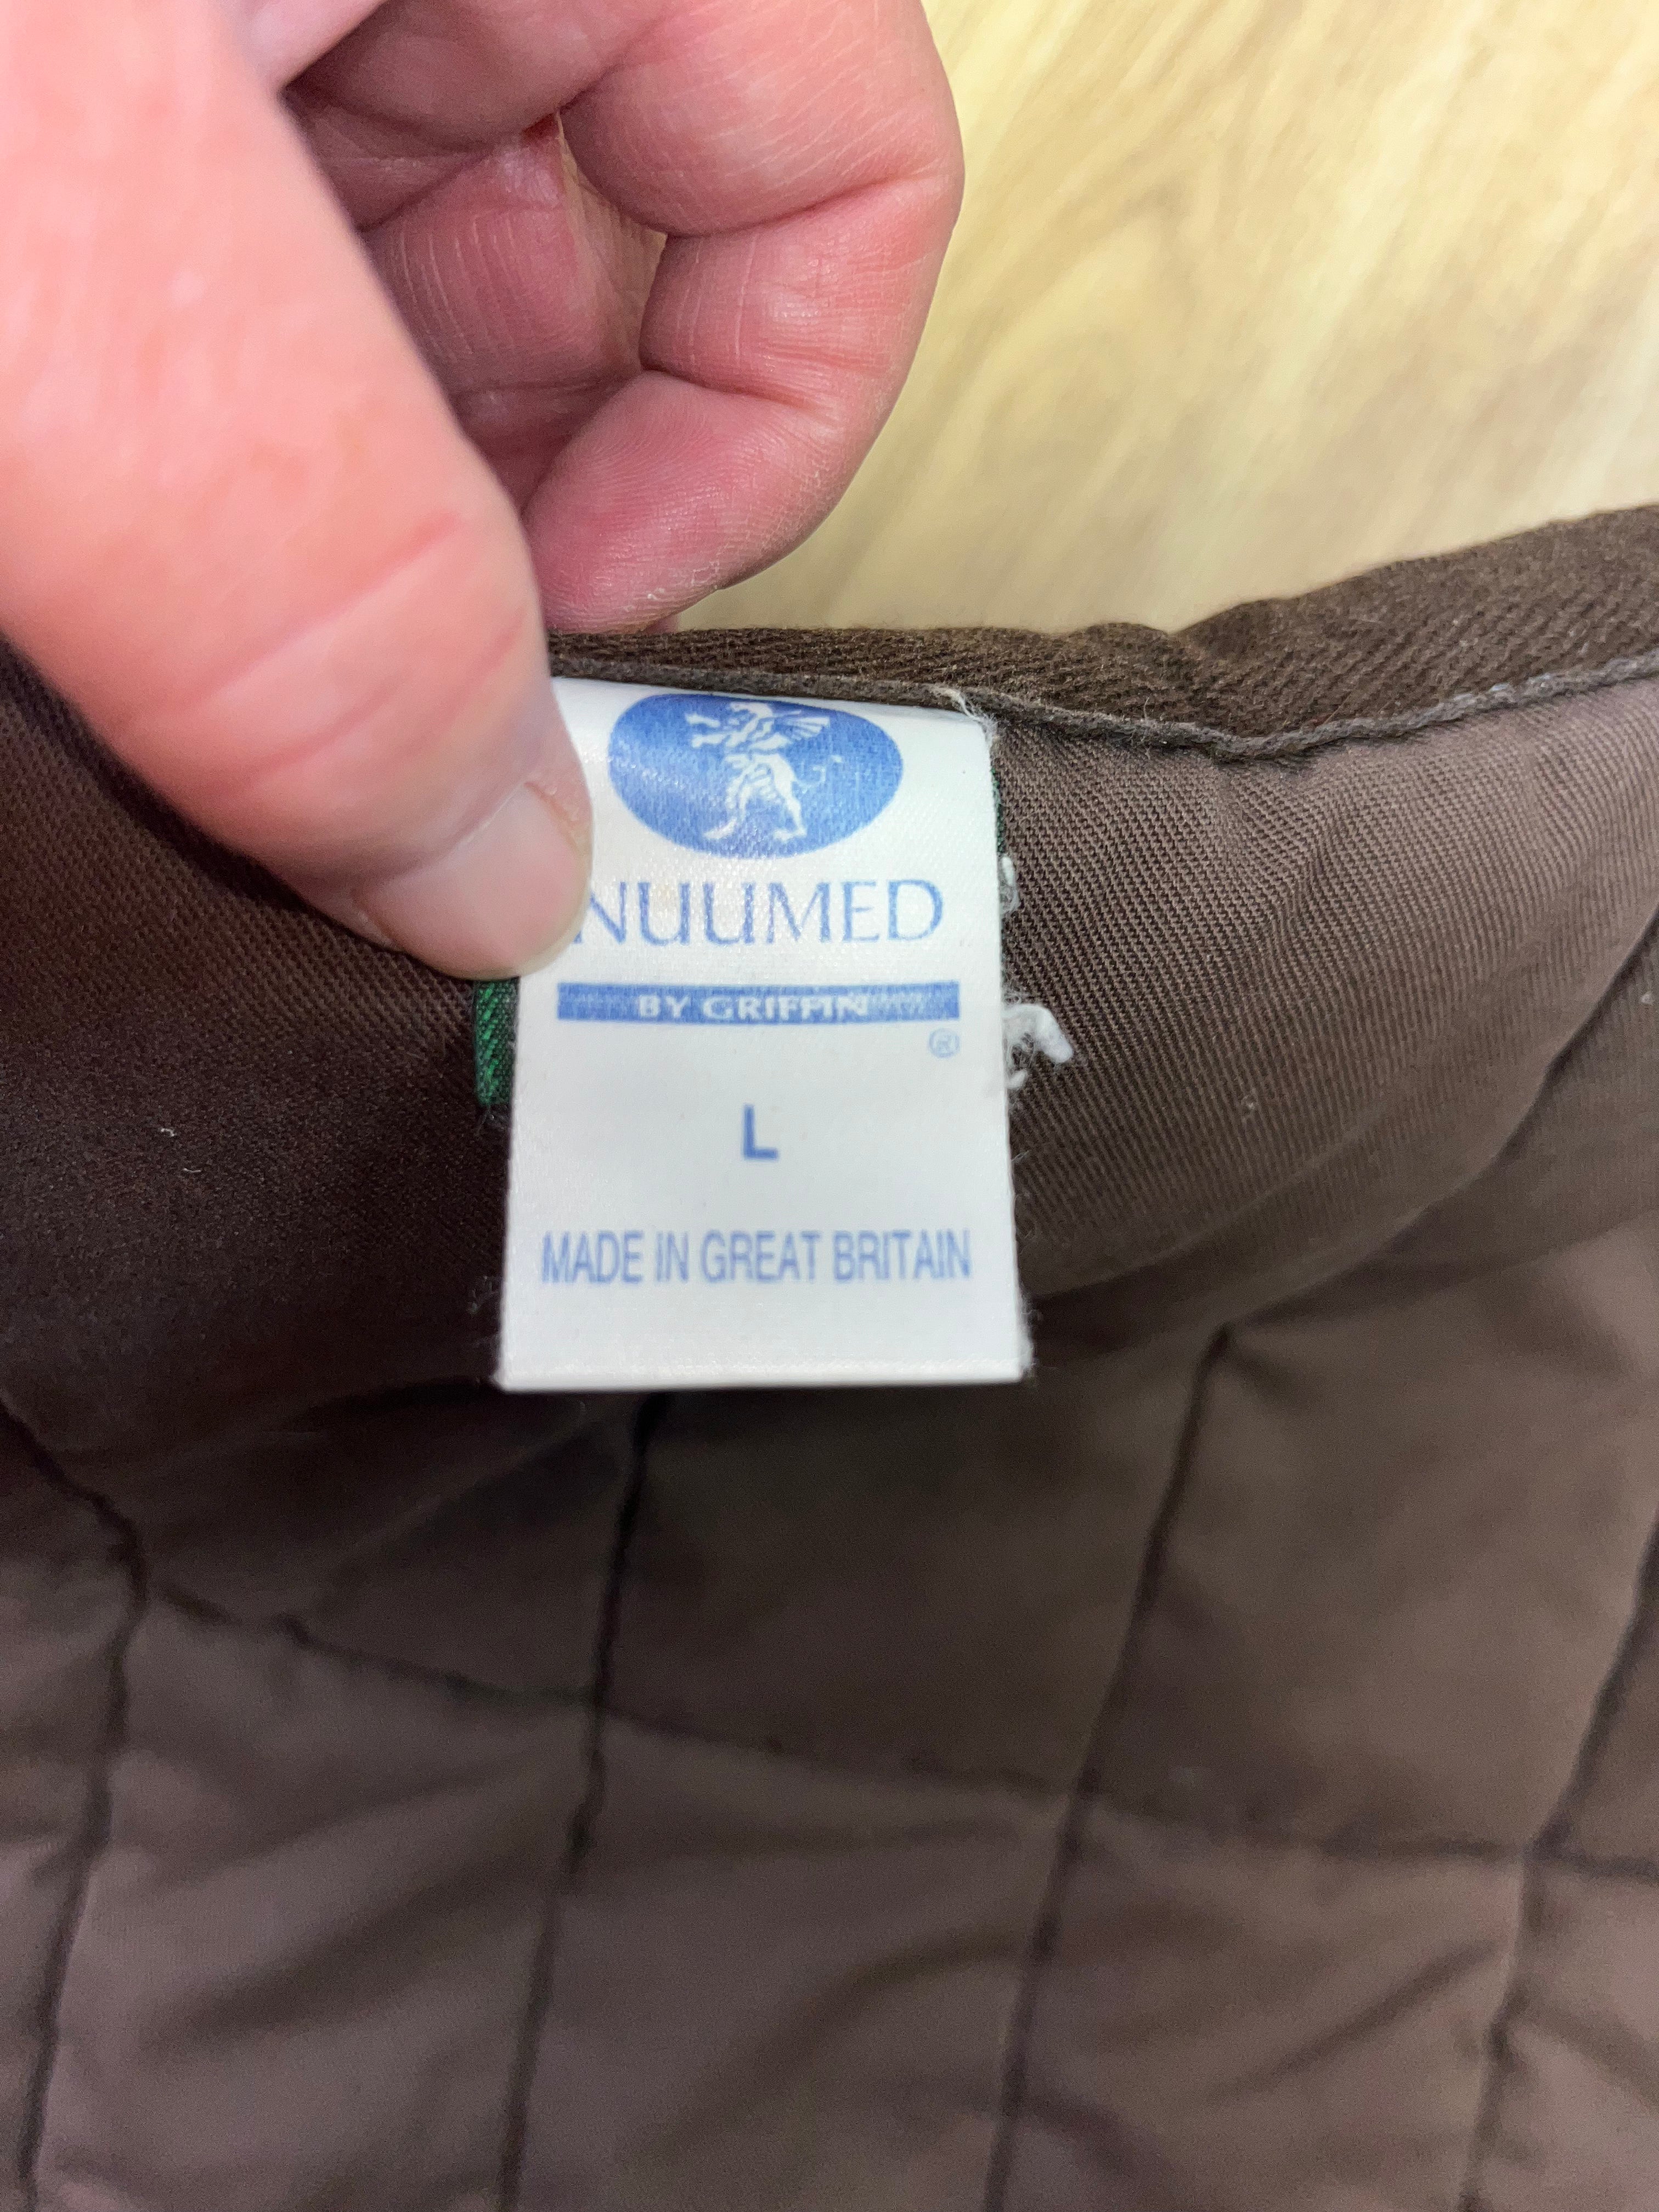 NUUMED
BY GRIFFIN
®
L
MADE IN GREAT BRITAIN